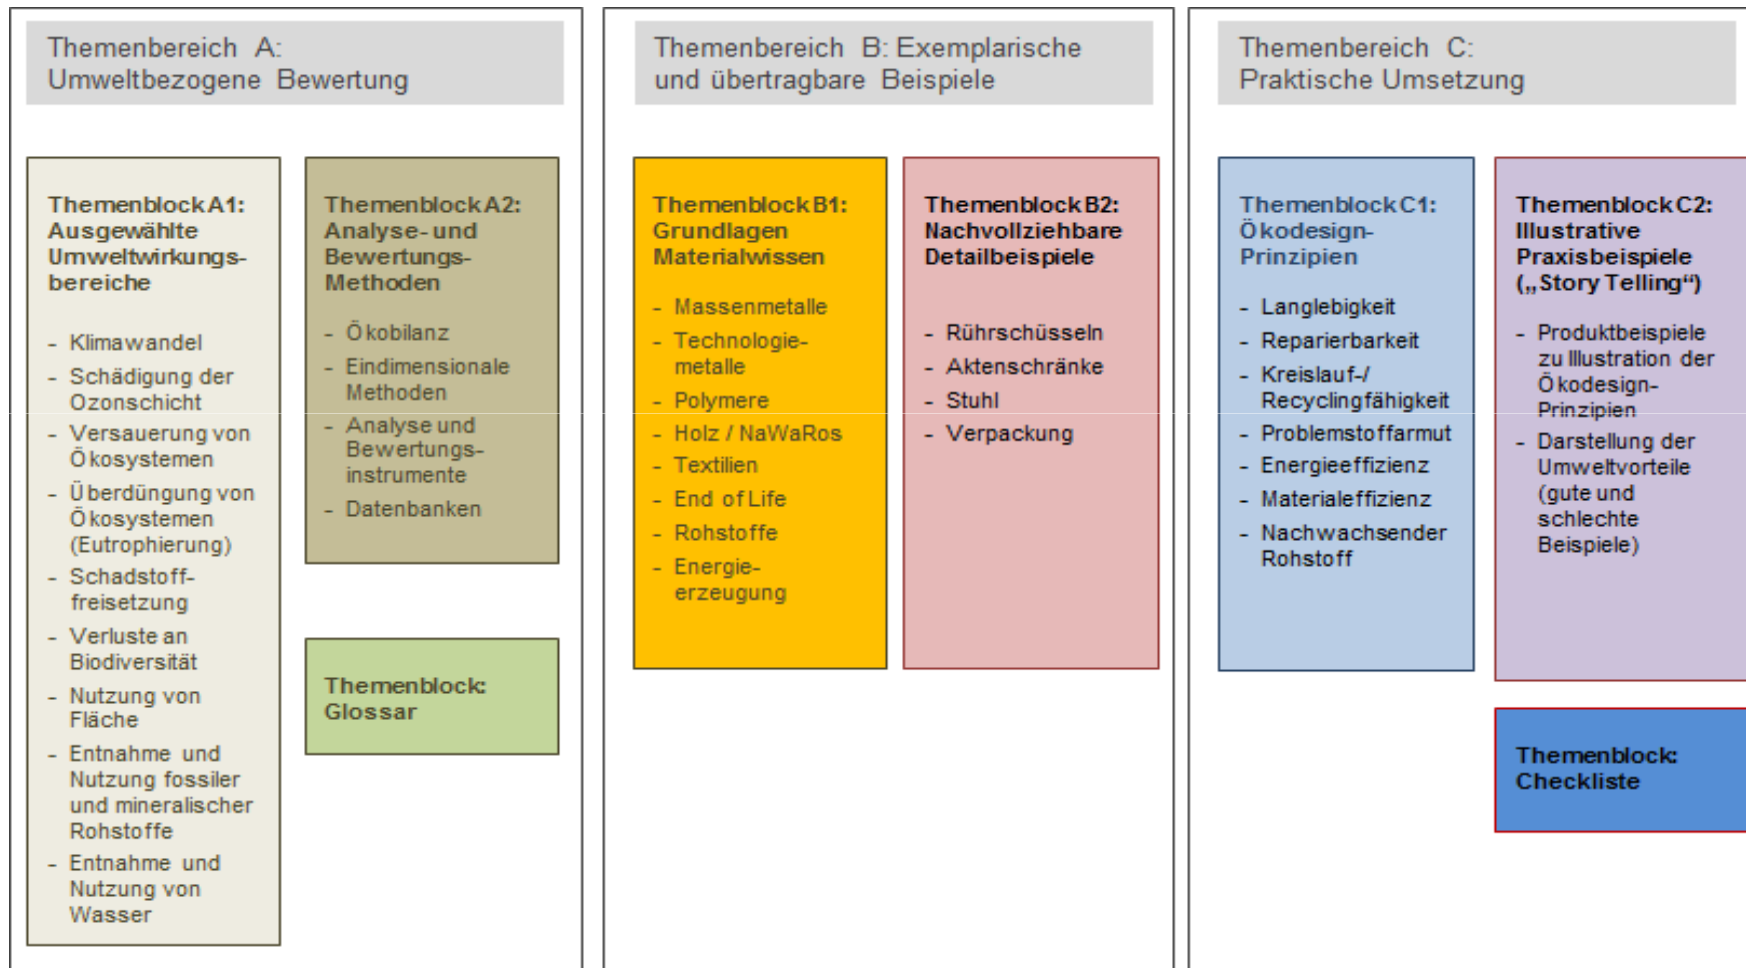 Themenbereich A:
Umweltbezogene Bewertung
Themenblock A1:
Ausgewählte
Umweltwirkungs-
bereiche
- Klimawandel
- Schädigung der
Ozonschicht
- Versauerung von
Ökosystemen
- Überdüngung von
Ökosystemen
(Eutrophierung)
- Schadstoff-
freisetzung
- Verluste an
Biodiversität
- Nutzung von
Fläche
- Entnahme und
Nutzung fossiler
und mineralischer
Rohstoffe
- Entnahme und
Nutzung von
Wasser
Themenblock A2:
Analyse- und
Bewertungs-
Methoden
- Ökobilanz
- Eindimensionale
Methoden
- Analyse und
Bewertungs-
instrumente
- Datenbanken
Themenblock:
Glossar
Themenbereich B: Exemplarische
und übertragbare Beispiele
Themenblock B1:
Grundlagen
Materialwissen
- Massenmetalle
- Technologie-
metalle
- Polymere
- Holz / NaWaRos
- Textilien
- End of Life
- Rohstoffe
- Energie-
erzeugung
Themenblock B2:
Nachvollziehbare
Detailbeispiele
- Rührschüsseln
- Aktenschränke
- Stuhl
- Verpackung
Themenbereich C:
Praktische Umsetzung
Themenblock C1:
Ökodesign-
Prinzipien
- Langlebigkeit
- Reparierbarkeit
- Kreislauf-/
Recyclingfähigkeit
- Problemstoffarmut
- Energieeffizienz
- Materialeffizienz
- Nachwachsender
Rohstoff
Themenblock C2:
Illustrative
Praxisbeispiele
(„Story Telling“)
- Produktbeispiele
zu Illustration der
Ökodesign-
Prinzipien
- Darstellung der
Umweltvorteile
(gute und
schlechte
Beispiele)
Themenblock:
Checkliste